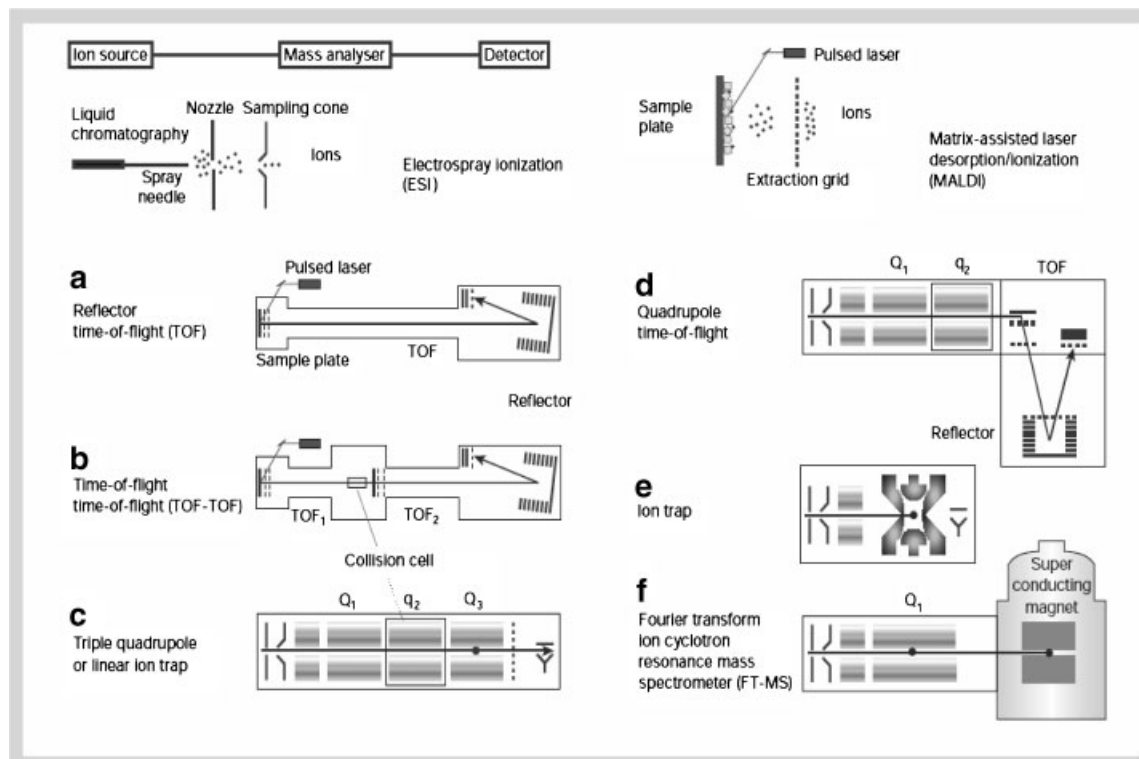 Ion source
Mass analyser
Detector
Liquid
chromatography
Nozzle
Sampling cone
Spray
needle
Ions
Electrospray ionization
(ESI)
Pulsed laser
Sample
plate
Ions
Extraction grid
Matrix-assisted laser
desorption/ionization
(MALDI)
a
Reflector
time-of-flight (TOF)
Pulsed laser
Sample plate
TOF
Reflector
b
Time-of-flight
time-of-flight (TOF-TOF)
TOF1
TOF2
Collision cell
c
Triple quadrupole
or linear ion trap
Q1
q2
Q3
d
Quadrupole
time-of-flight
Q1
q2
TOF
Reflector
e
Ion trap
f
Fourier transform
ion cyclotron
resonance mass
spectrometer (FT-MS)
Q1
Super
conducting
magnet